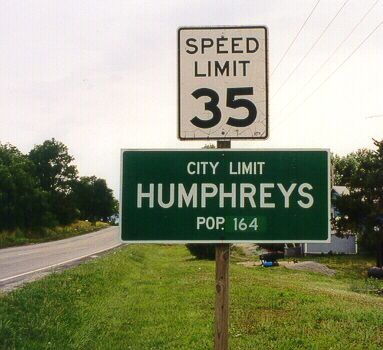 SPEED
LIMIT
35
CITY LIMIT
HUMPHREYS
POP. 164